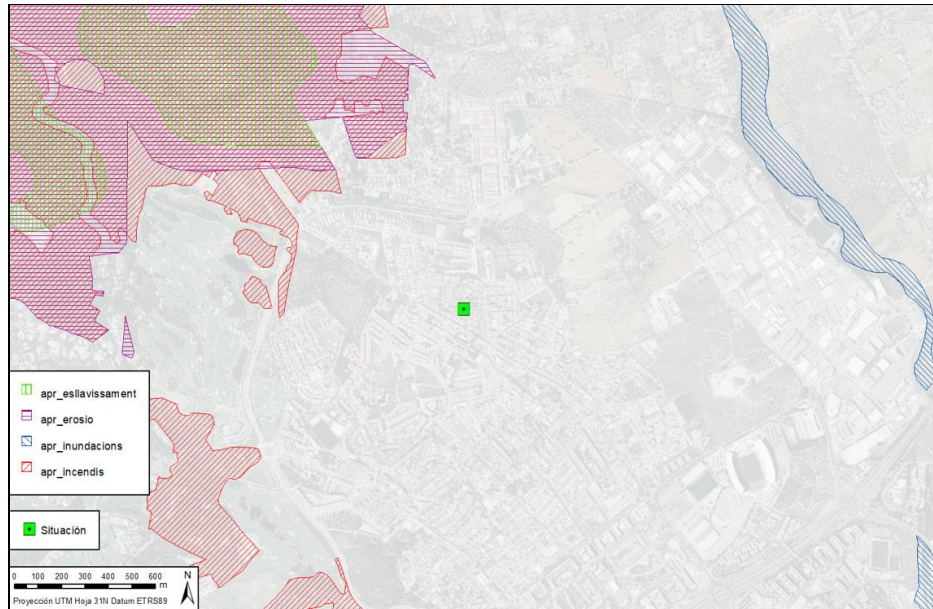 apr_esllavissament
apr_erosio
apr_inundacions
apr_incendis
Situación
0 100 200 300 400 500 600
m
N
Proyección UTM Hoja 31N Datum ETRS89